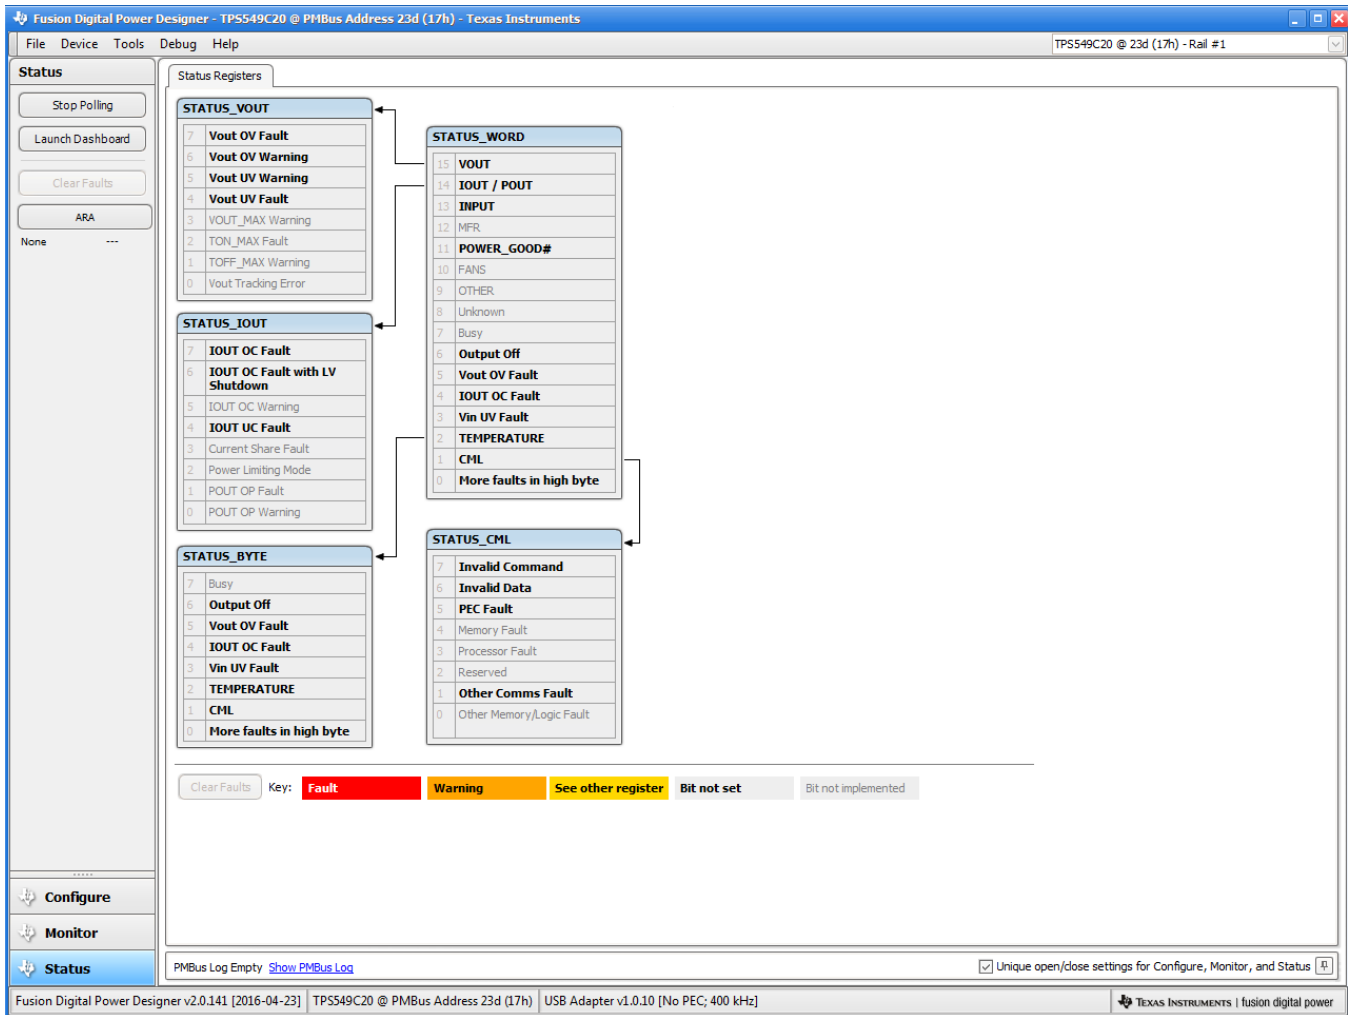 Fusion Digital Power Designer - TPS549C20 @ PMBus Address 23d (17h) - Texas Instruments
File Device Tools Debug Help
TPS549C20 @ 23d (17h) - Rail #1
Status
Stop Polling
Launch Dashboard
Clear Faults
ARA
None ---
Status Registers
STATUS_VOUT
7 Vout OV Fault
6 Vout OV Warning
5 Vout UV Warning
4 Vout UV Fault
3 VOUT_MAX Warning
2 TON_MAX Fault
1 TOFF_MAX Warning
0 Vout Tracking Error
STATUS_IOUT
7 IOUT OC Fault
6 IOUT OC Fault with LV
Shutdown
5 IOUT OC Warning
4 IOUT UC Fault
3 Current Share Fault
2 Power Limiting Mode
1 POUT OP Fault
0 POUT OP Warning
STATUS_BYTE
7 Busy
6 Output Off
5 Vout OV Fault
4 IOUT OC Fault
3 Vin UV Fault
2 TEMPERATURE
1 CML
0 More faults in high byte
STATUS_WORD
15 VOUT
14 IOUT / POUT
13 INPUT
12 MFR
11 POWER_GOOD#
10 FANS
9 OTHER
8 Unknown
7 Busy
6 Output Off
5 Vout OV Fault
4 IOUT OC Fault
3 Vin UV Fault
2 TEMPERATURE
1 CML
0 More faults in high byte
STATUS_CML
7 Invalid Command
6 Invalid Data
5 PEC Fault
4 Memory Fault
3 Processor Fault
2 Reserved
1 Other Comms Fault
0 Other Memory/Logic Fault
Clear Faults Key: Fault Warning See other register Bit not set Bit not implemented
Configure
Monitor
Status
PMBus Log Empty Show PMBus Log
Unique open/close settings for Configure, Monitor, and Status
Fusion Digital Power Designer v2.0.141 [2016-04-23] TPS549C20 @ PMBus Address 23d (17h) USB Adapter v1.0.10 [No PEC; 400 kHz]
TEXAS INSTRUMENTS | fusion digital power